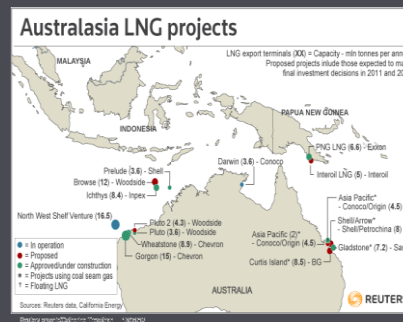 Australasia LNG projects
LNG export terminals (XX) = Capacity - mln tonnes per ann
Proposed projects inlude those expected to ma
final investment decisions in 2011 and 20
MALAYSIA
PAPUA NEW GUINEA
INDONESIA
PNG LNG (6.6) - Exxon
Darwin (3.6) - Conoco
Prelude (3.6) - Shell
Interoil LNG (5) - Interoil
Browse (12) - Woodside
Ichthys (8.4) - Inpex
Asia Pacific*
- Conoco/Origin (4.5)
North West Shelf Venture (16.5)
Shell/Arrow*
- Shell/Petrochina (8)
Pluto 2 (4.3) - Woodside
Pluto (3.6) - Woodside
Asia Pacific (2)*
- Conoco/Origin (4.5)
Wheatstone (8.9) - Chevron
Gladstone* (7.2) - Sa
Gorgon (15) - Chevron
Curtis Island* (8.5) - BG
= In operation
= Proposed
= Approved/under construction
* = Projects using coal seam gas
† = Floating LNG
AUSTRALIA
Sources: Reuters data, California Energy
REUTER